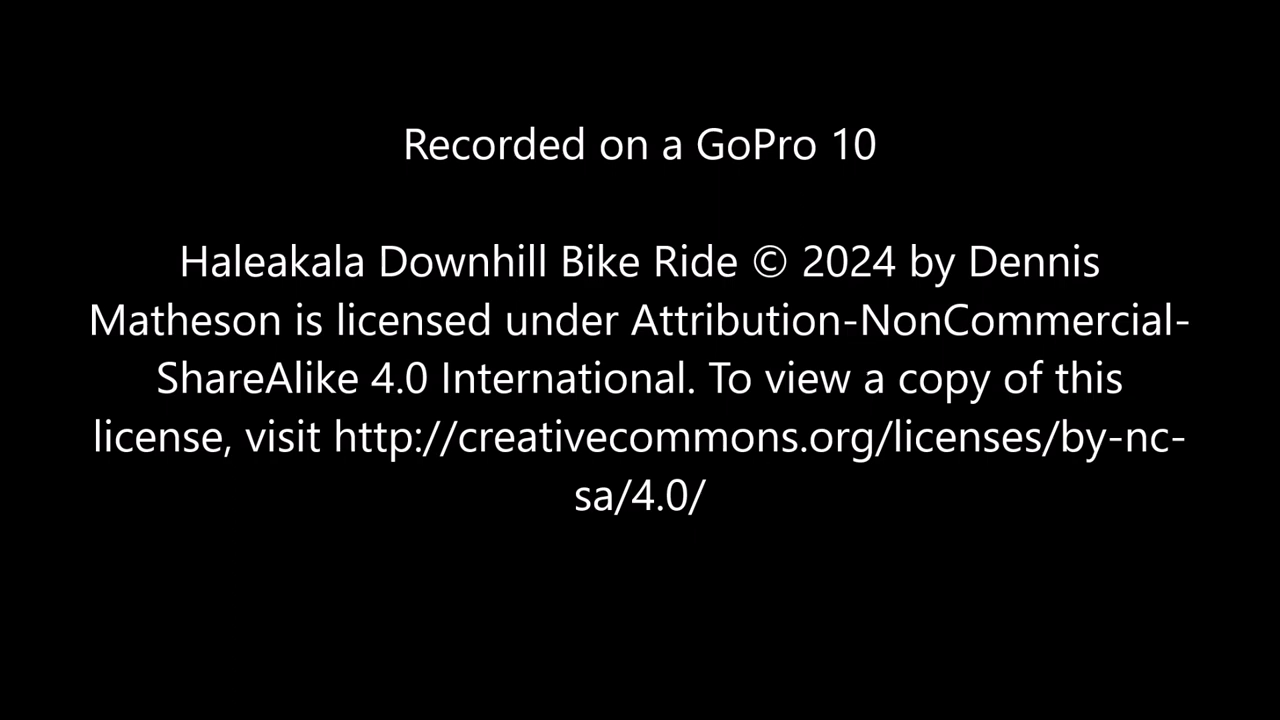 Recorded on a GoPro 10
Haleakala Downhill Bike Ride © 2024 by Dennis
Matheson is licensed under Attribution-NonCommercial-
ShareAlike 4.0 International. To view a copy of this
license, visit http://creativecommons.org/licenses/by-nc-
sa/4.0/